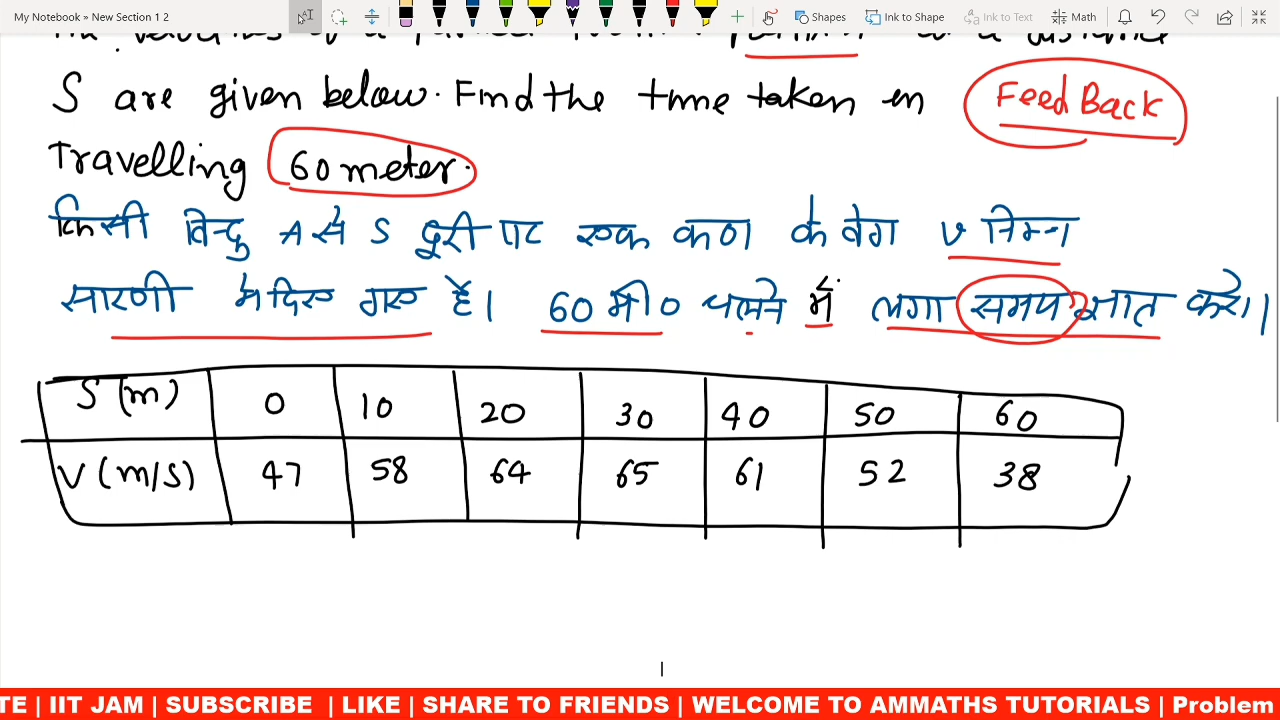 My Notebook » New Section 1 2
Shapes
Ink to Shape
Ink to Text
Math
S are given below. Find the time taken in
Feed Back
Travelling 60 meter.
किसी बिन्दु A से S दूरी पर एक कण के वेग v निम्न
सारणी में दिए गए है। 60 मी० चलने में लगा समय ज्ञात करे।
S (m) 0 10 20 30 40 50 60
V (m/s) 47 58 64 65 61 52 38
TE | IIT JAM | SUBSCRIBE | LIKE | SHARE TO FRIENDS | WELCOME TO AMMATHS TUTORIALS | Problem